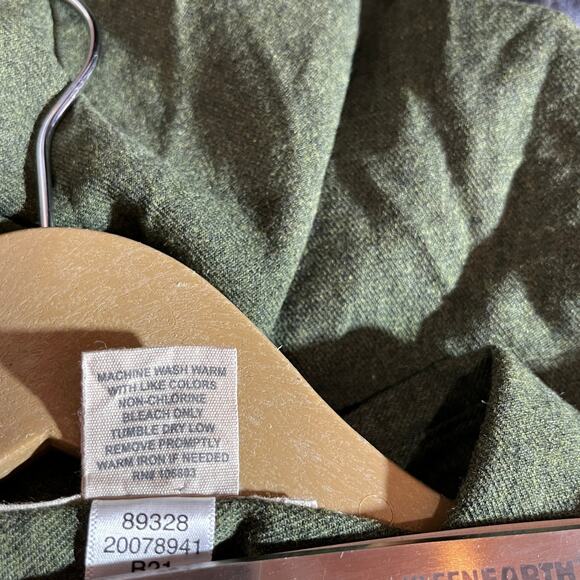 MACHINE WASH WARM
WITH LIKE COLORS
NON-CHLORINE
BLEACH ONLY
TUMBLE DRY LOW
REMOVE PROMPTLY
WARM IRON IF NEEDED
RN#
89328
20078941
B21